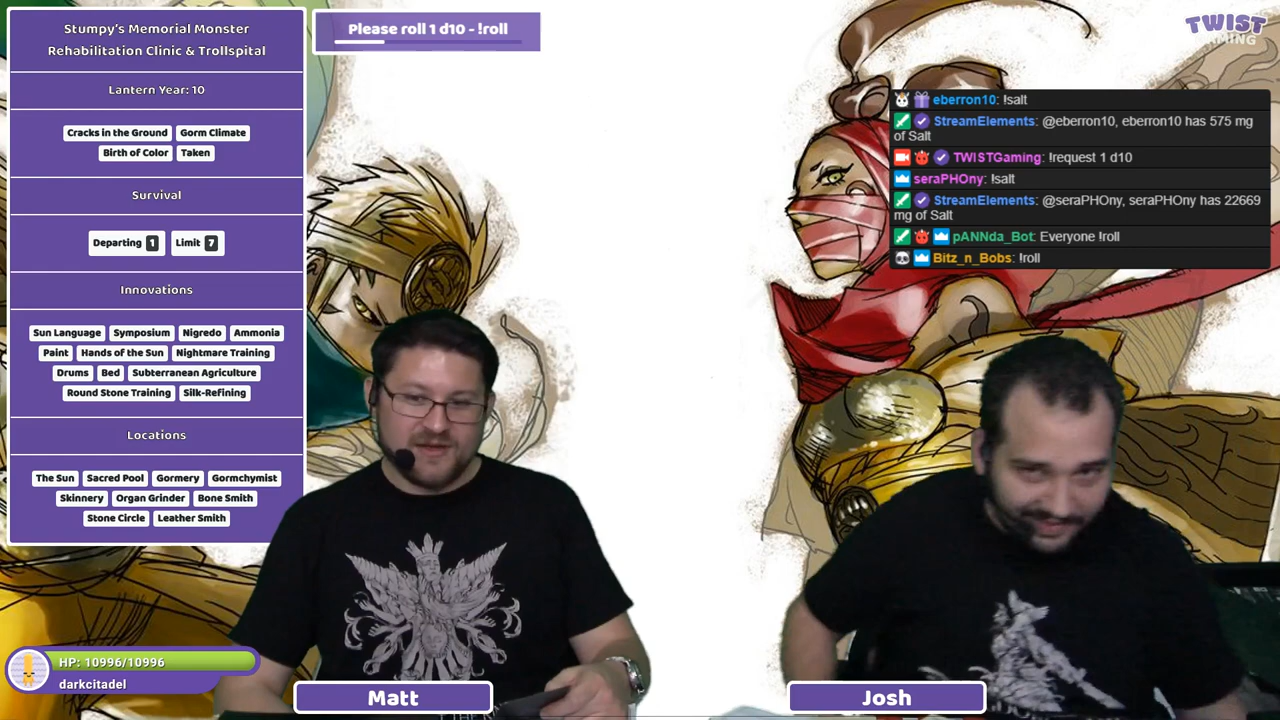 Stumpy's Memorial Monster
Rehabilitation Clinic & Trollspital
Lantern Year: 10
Cracks in the Ground
Gorm Climate
Birth of Color
Taken
Survival
Departing 1
Limit 7
Innovations
Sun Language
Symposium
Nigredo
Ammonia
Paint
Hands of the Sun
Nightmare Training
Drums
Bed
Subterranean Agriculture
Round Stone Training
Silk-Refining
Locations
The Sun
Sacred Pool
Gormery
Gormchymist
Skinnery
Organ Grinder
Bone Smith
Stone Circle
Leather Smith
HP: 10996/10996
darkcitadel
Please roll 1 d10 - !roll
TWIST
GAMING
eberron10: !salt
StreamElements: @eberron10, eberron10 has 575 mg
of Salt
TWISTGaming: !request 1 d10
seraPHOny: !salt
StreamElements: @seraPHOny, seraPHOny has 22669
mg of Salt
pANNda_Bot: Everyone !roll
Bitz_n_Bobs: !roll
Matt
Josh